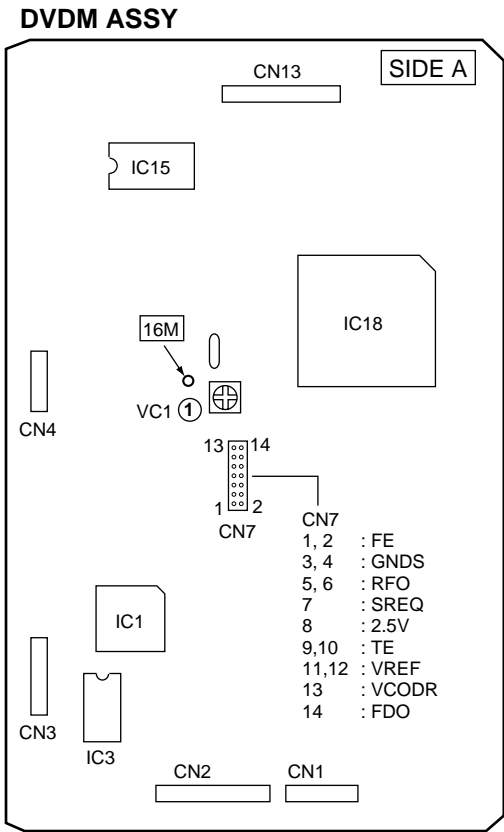 DVDM ASSY
SIDE A
CN13
IC15
IC18
16M
VC1 ①
CN4
13 14
1 2
CN7
CN7
1, 2 : FE
3, 4 : GNDS
5, 6 : RFO
7 : SREQ
8 : 2.5V
9,10 : TE
11,12 : VREF
13 : VCODR
14 : FDO
IC1
CN3
IC3
CN2
CN1